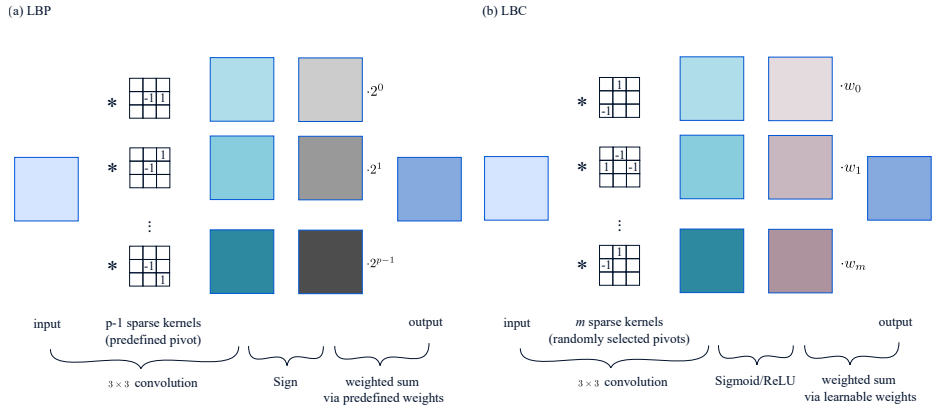 (a) LBP
(b) LBC
*
-1 1
·2^0
*
1
-1
·2^1
⋮
*
-1
1
·2^{p−1}
input
p-1 sparse kernels
(predefined pivot)
output
3 × 3 convolution
Sign
weighted sum
via predefined weights
*
1
-1
·w_0
*
-1
1 -1
·w_1
⋮
*
1
-1
·w_m
input
m sparse kernels
(randomly selected pivots)
output
3 × 3 convolution
Sigmoid/ReLU
weighted sum
via learnable weights